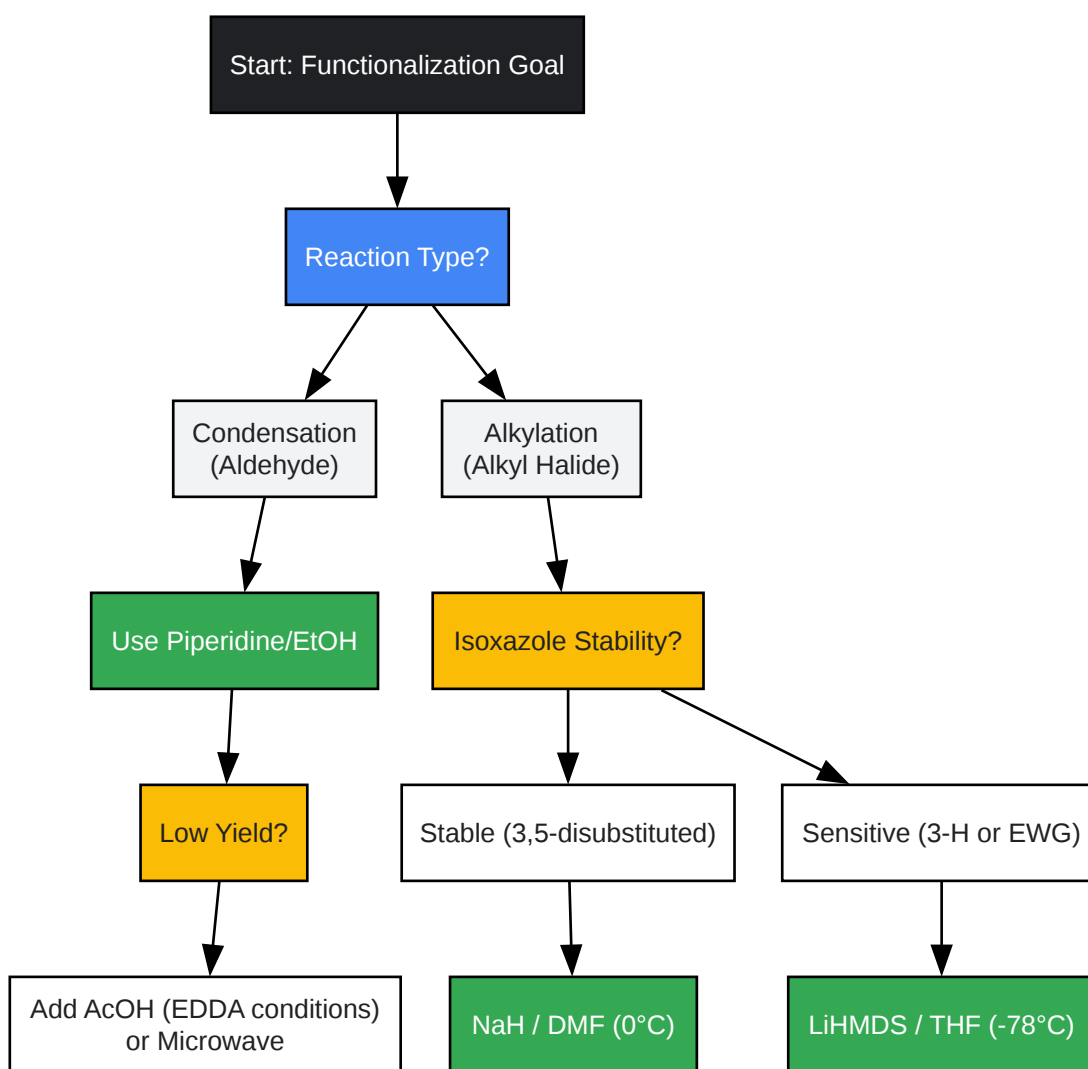 Start: Functionalization Goal
Reaction Type?
Condensation
(Aldehyde)
Alkylation
(Alkyl Halide)
Use Piperidine/EtOH
Isoxazole Stability?
Low Yield?
Stable (3,5-disubstituted)
Sensitive (3-H or EWG)
Add AcOH (EDDA conditions)
or Microwave
NaH / DMF (0°C)
LiHMDS / THF (-78°C)